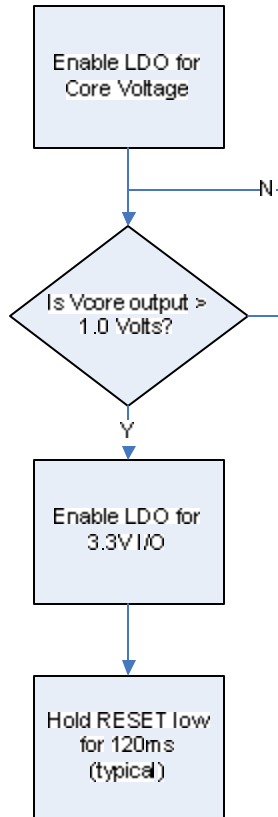 Enable LDO for
Core Voltage
N
Is Vcore output >
1.0 Volts?
Y
Enable LDO for
3.3V I/O
Hold RESET low
for 120ms
(typical)